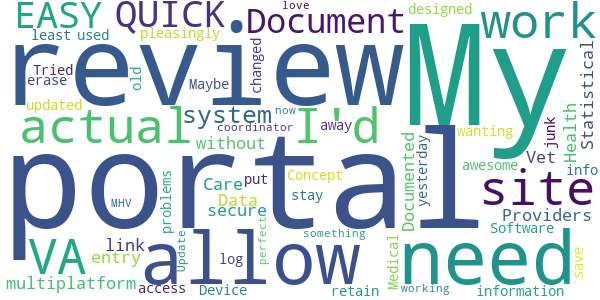 EASY QUICK love designed
Document work
least used pleasingly
review My
Tried old Maybe changed
erase
updated system now Statistical
actual I'd
coordinator away wanting
without Health junk
portal
Documented yesterday awesome Vet info
Care put Concept stay site
Data
problems MHV secure perfect Providers
VA link entry allow something Software need
Update log Medical save
multiplatform access Device retain working information